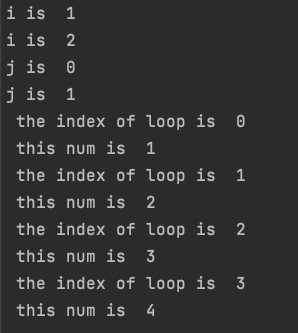 i is  1
i is  2
j is  0
j is  1
 the index of loop is  0
 this num is  1
 the index of loop is  1
 this num is  2
 the index of loop is  2
 this num is  3
 the index of loop is  3
 this num is  4